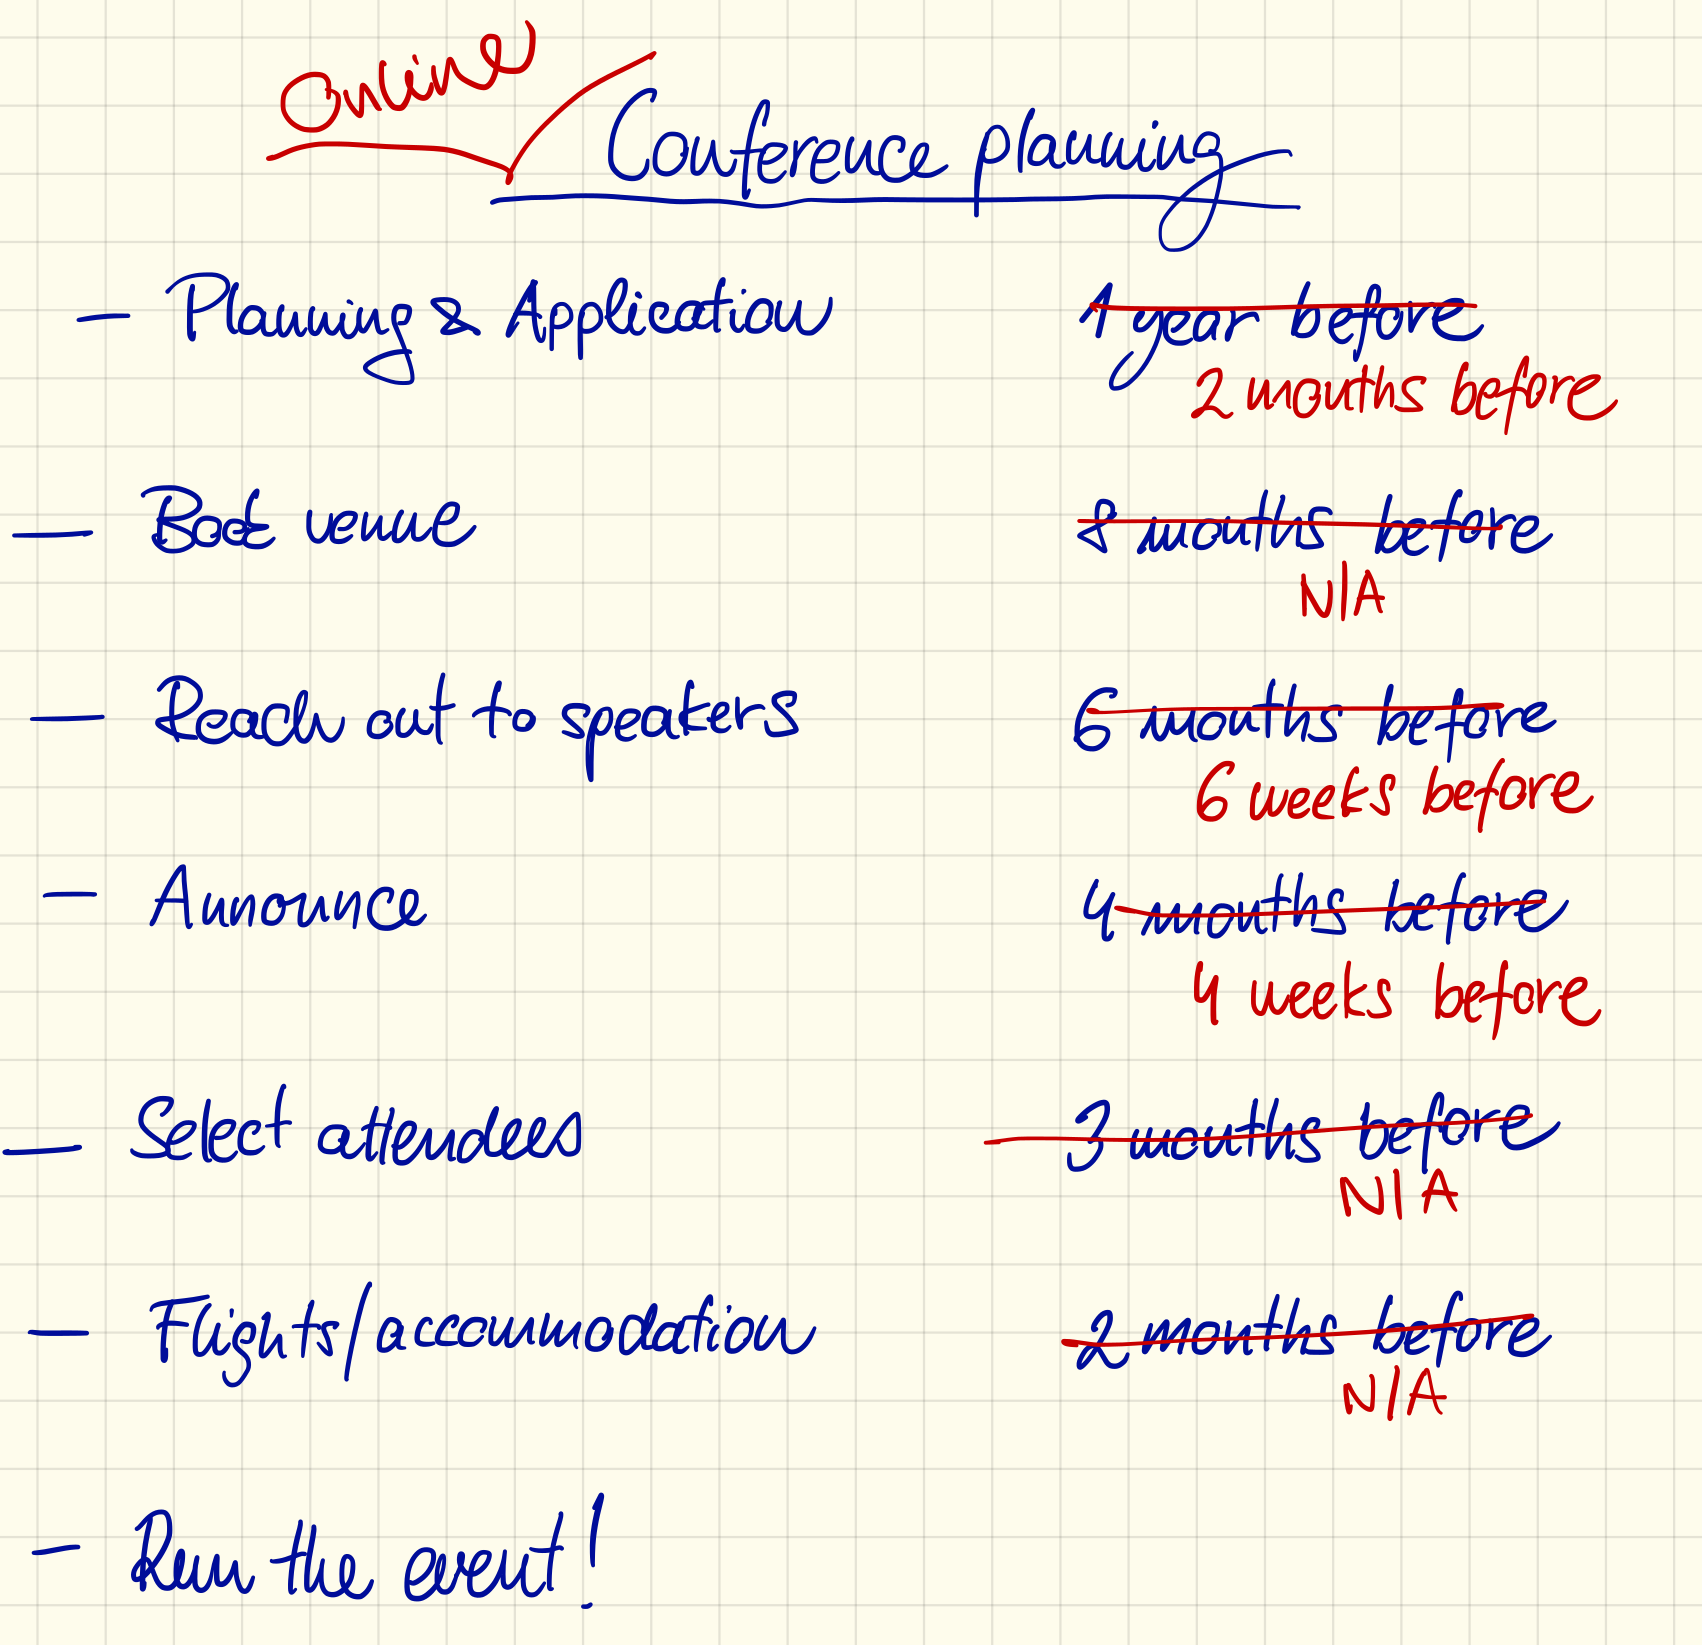 Online
Conference planning
- Planning & Application 1 year before
2 months before
- Book venue 8 months before
N/A
- Reach out to speakers 6 months before
6 weeks before
- Announce 4 months before
4 weeks before
- Select attendees 3 months before
N/A
- Flights/accommodation 2 months before
N/A
- Run the event!